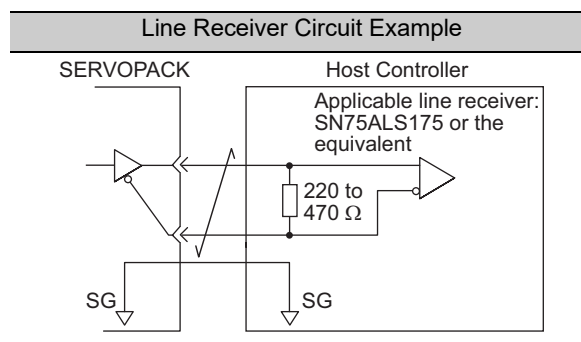 Line Receiver Circuit Example
SERVOPACK
Host Controller
Applicable line receiver:
SN75ALS175 or the
equivalent
220 to
470 Ω
SG
SG